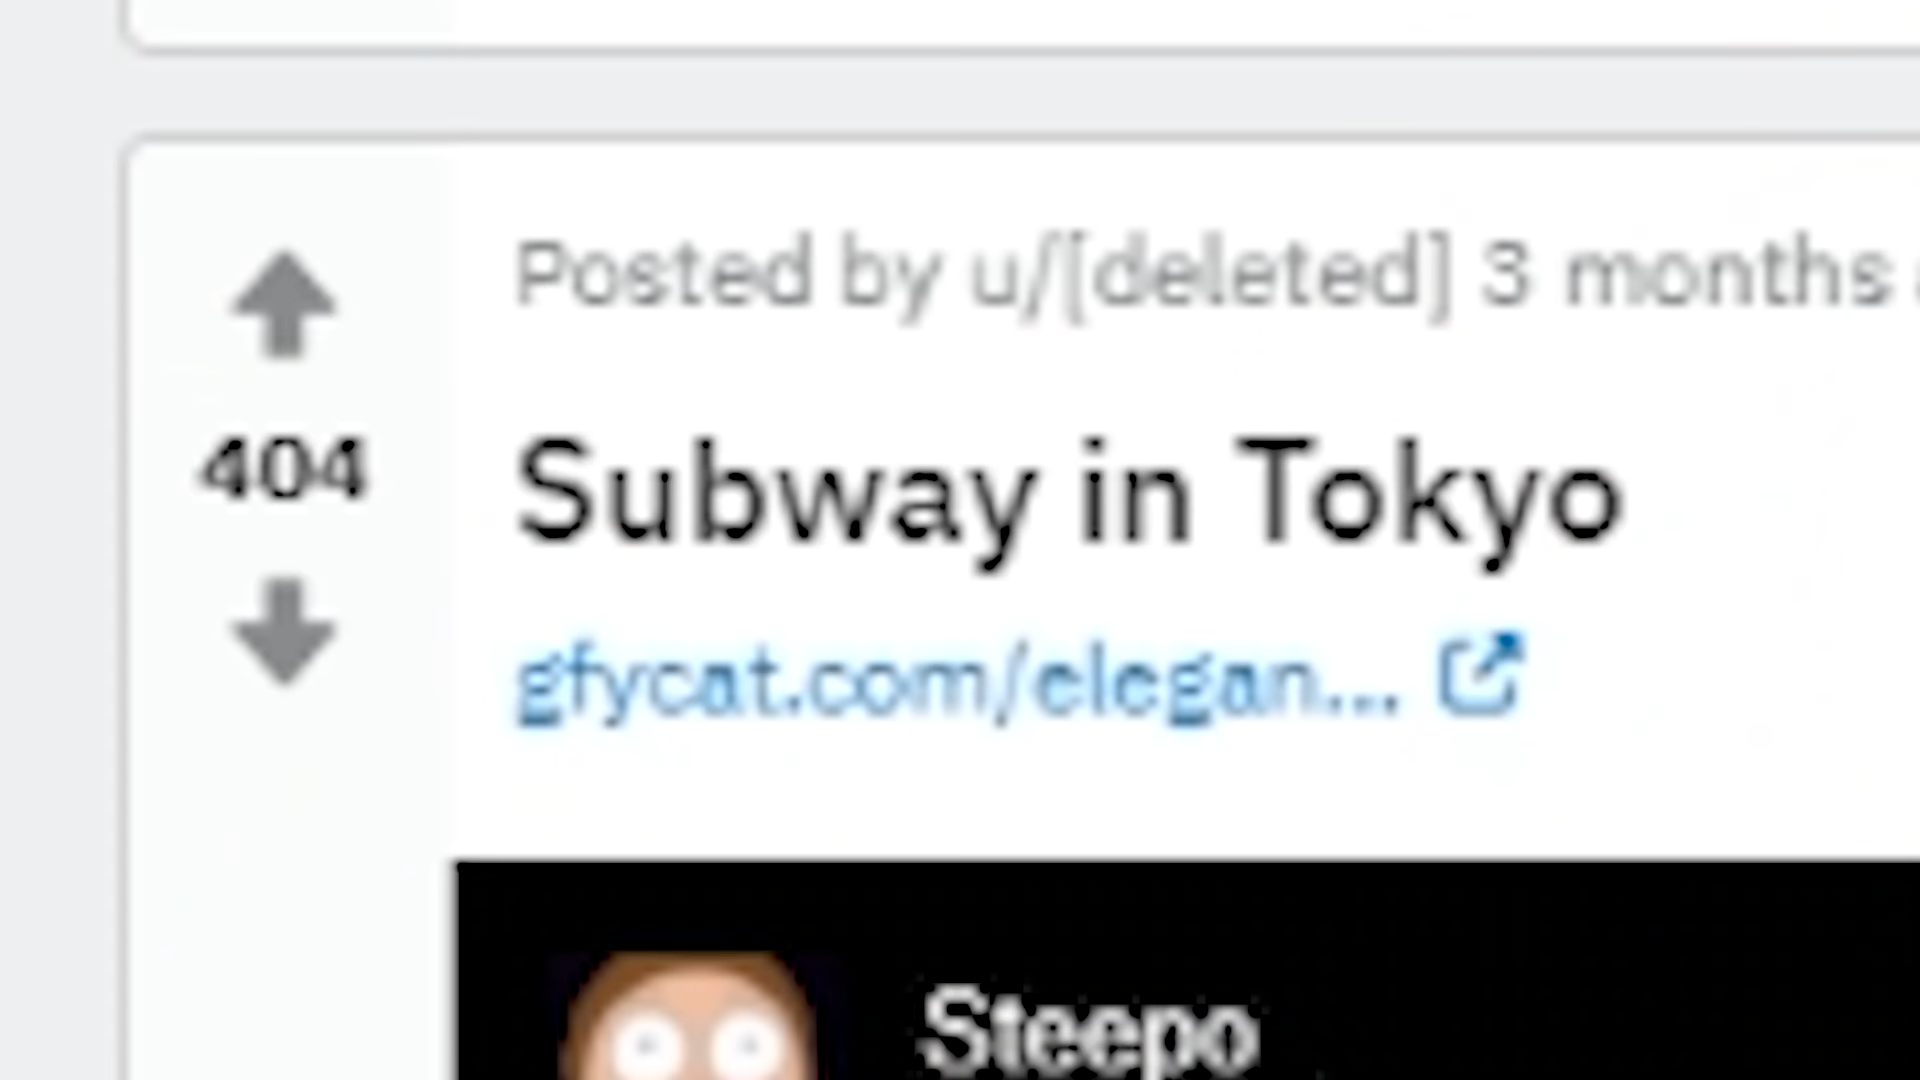 Posted by u/[deleted] 3 months
404
Subway in Tokyo
gfycat.com/elegan...
Steepo